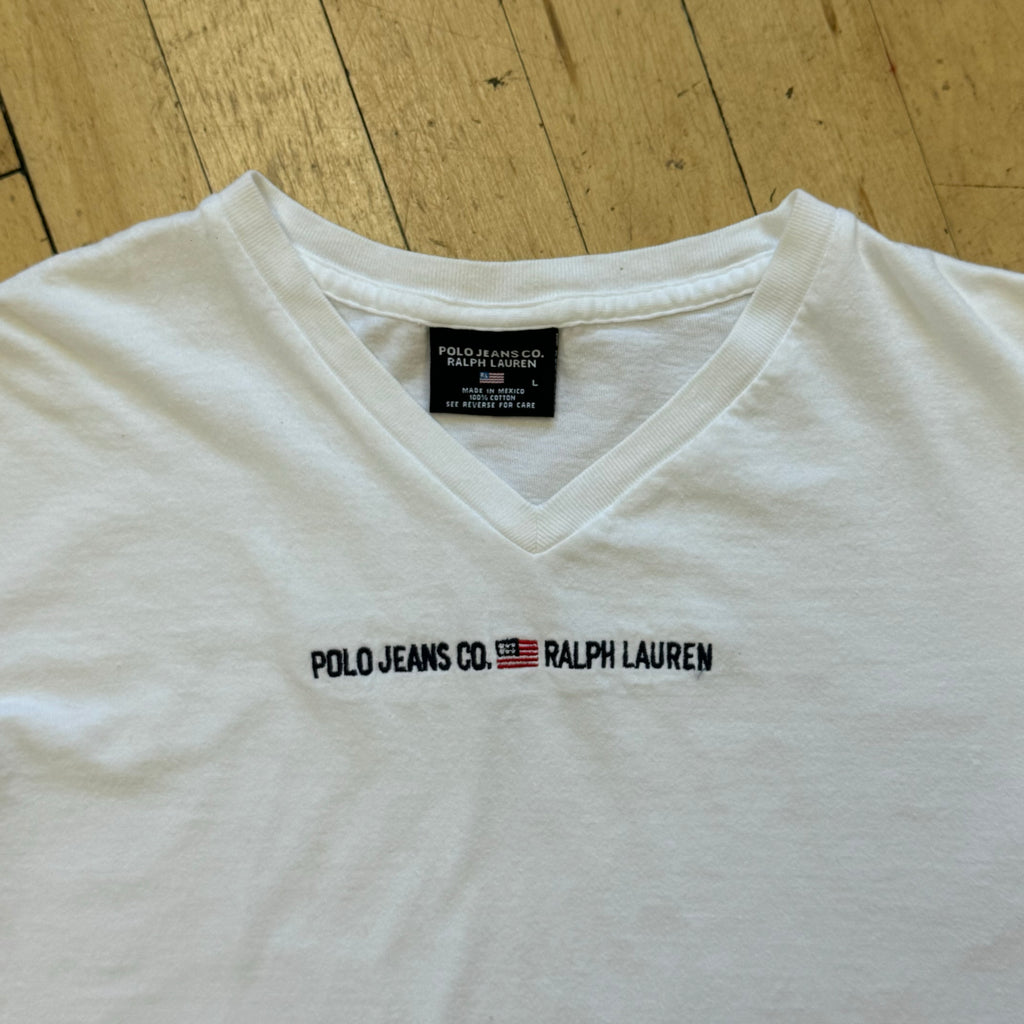 POLO JEANS CO.
RALPH LAUREN
L
MADE IN MEXICO
100% COTTON
SEE REVERSE FOR CARE
POLO JEANS CO. RALPH LAUREN